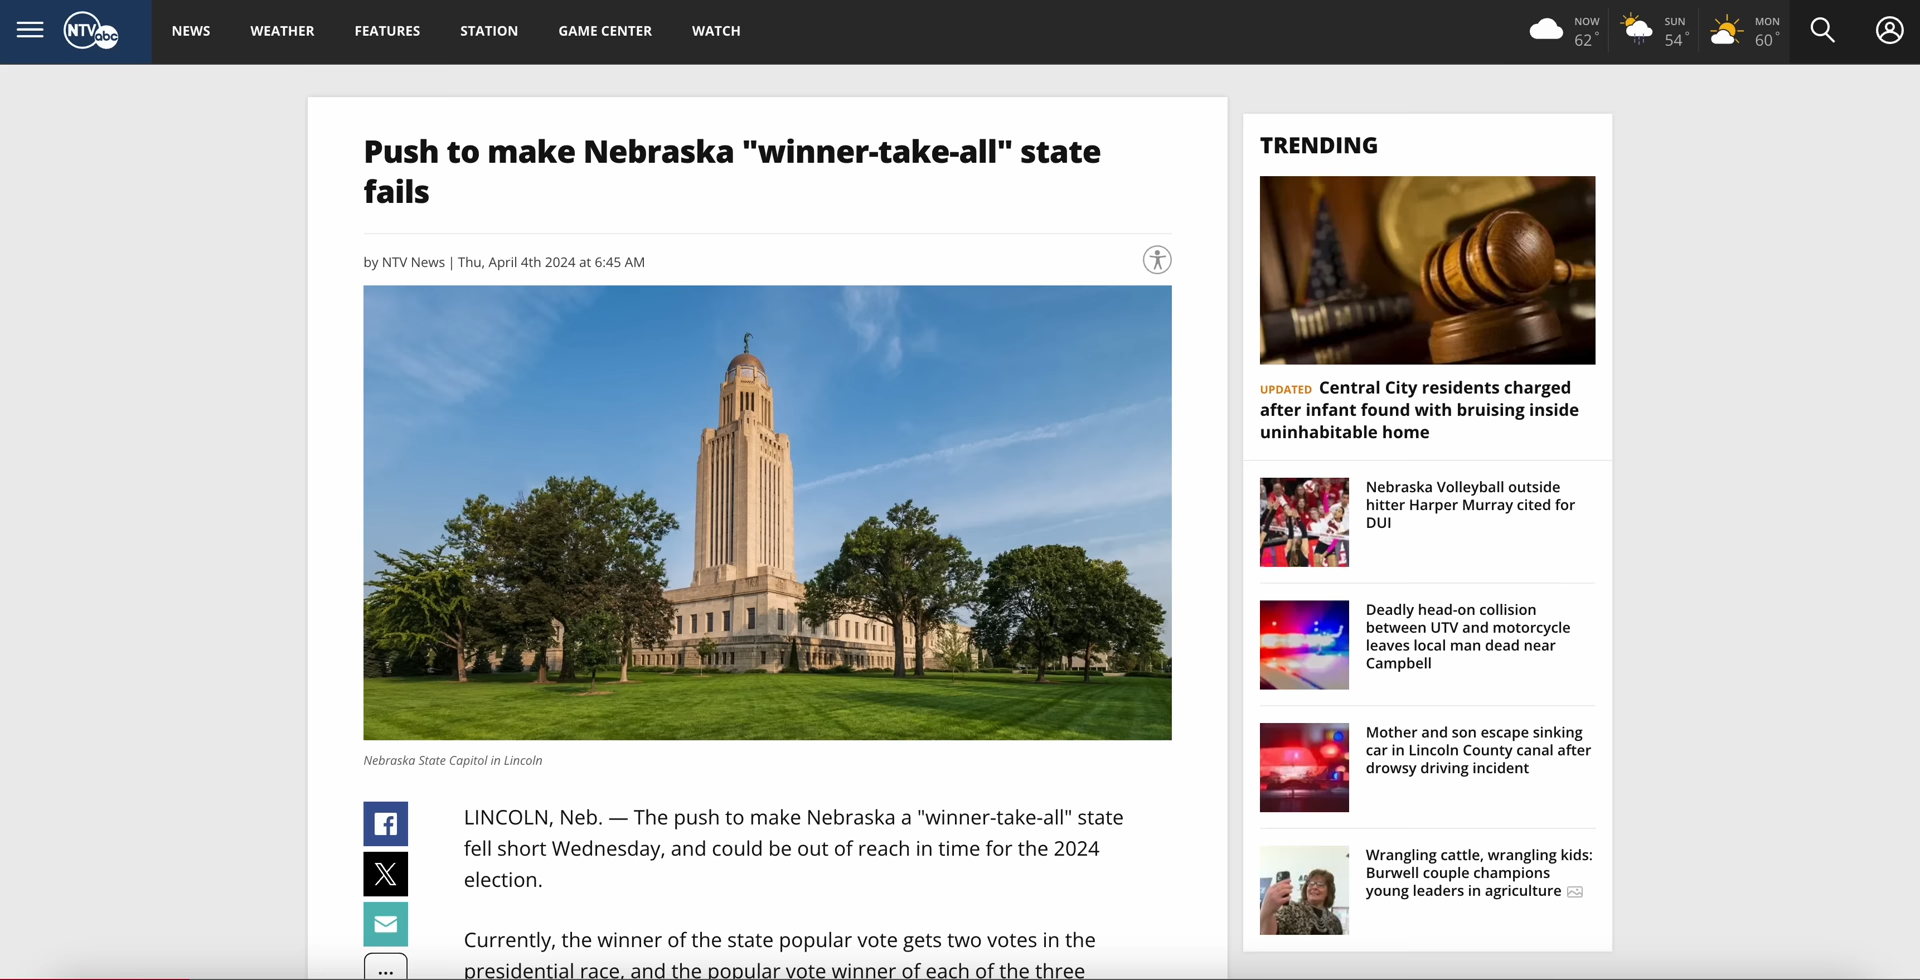 NTV abc NEWS WEATHER FEATURES STATION GAME CENTER WATCH NOW SUN MON
62° 54° 60°
Push to make Nebraska "winner-take-all" state
fails
by NTV News | Thu, April 4th 2024 at 6:45 AM
Nebraska State Capitol in Lincoln
LINCOLN, Neb. — The push to make Nebraska a "winner-take-all" state
fell short Wednesday, and could be out of reach in time for the 2024
election.
Currently, the winner of the state popular vote gets two votes in the
presidential race, and the popular vote winner of each of the three
TRENDING
UPDATED Central City residents charged
after infant found with bruising inside
uninhabitable home
Nebraska Volleyball outside
hitter Harper Murray cited for
DUI
Deadly head-on collision
between UTV and motorcycle
leaves local man dead near
Campbell
Mother and son escape sinking
car in Lincoln County canal after
drowsy driving incident
Wrangling cattle, wrangling kids:
Burwell couple champions
young leaders in agriculture